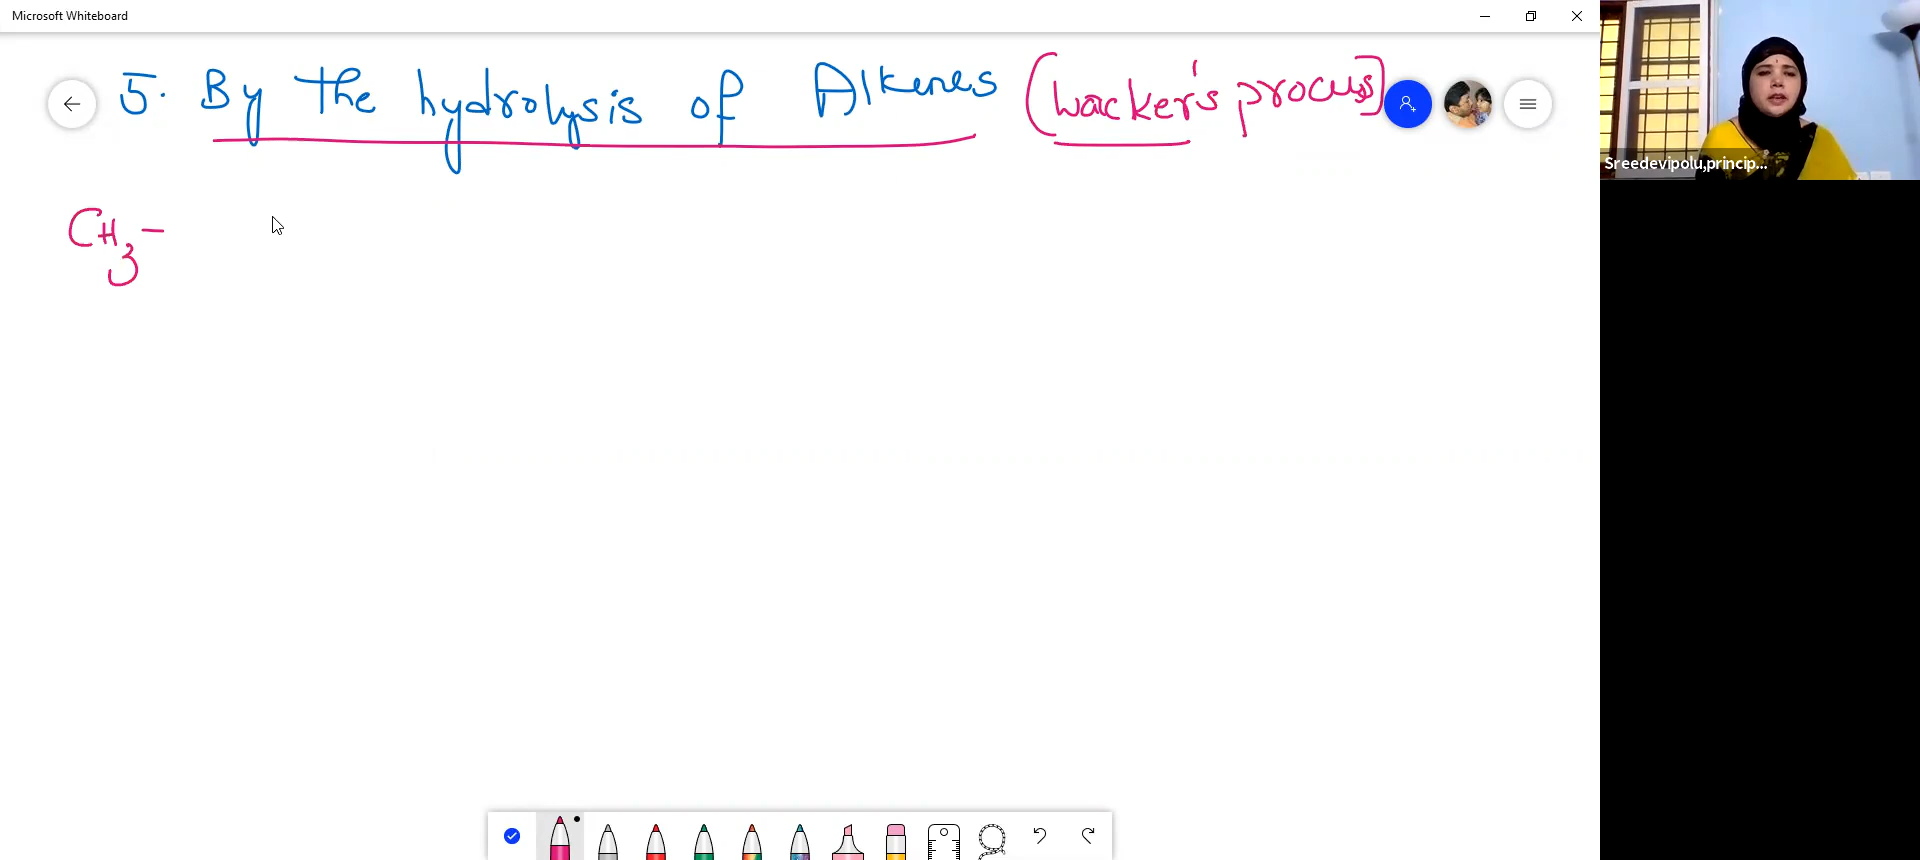 Microsoft Whiteboard
5. By the hydrolysis of Alkenes (wacker's process)
Sreedevipolu,princip...
CH3-